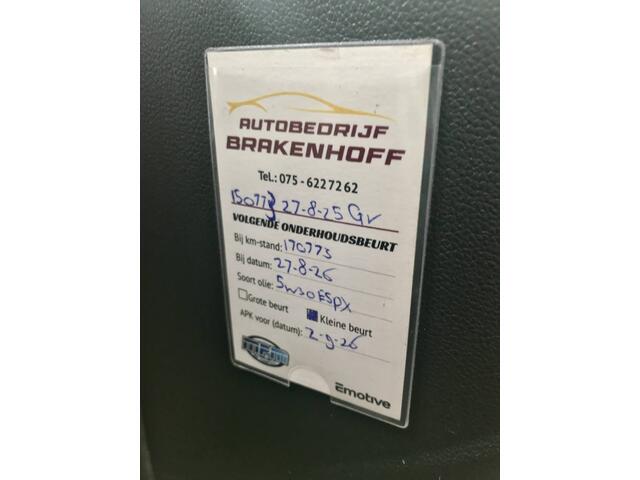 AUTOBEDRIJF
BRAKENHOFF
Tel.: 075 - 6227262
150773 27-8-25 Gr
VOLGENDE ONDERHOUDSBEURT
Bij km-stand: 170773
Bij datum: 27-8-26
Soort olie: 5w30 ESPX
Grote beurt Kleine beurt
APK voor (datum): 2-9-26
Emotive